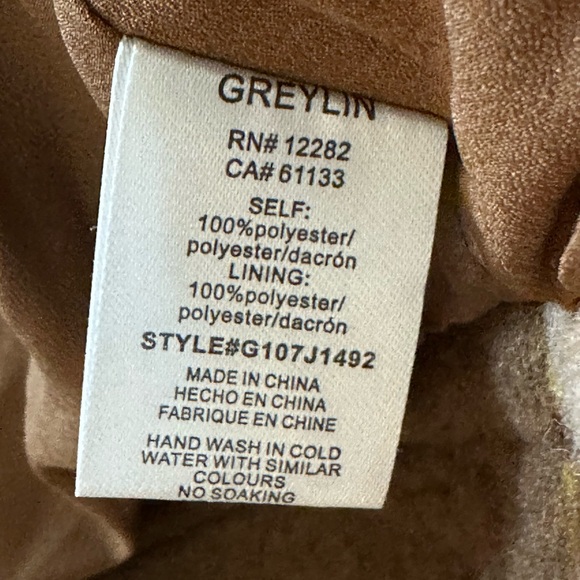 GREYLIN
RN# 12282
CA# 61133
SELF:
100%polyester/
polyester/dacrón
LINING:
100%polyester/
polyester/dacrón
STYLE#G107J1492
MADE IN CHINA
HECHO EN CHINA
FABRIQUE EN CHINE
HAND WASH IN COLD
WATER WITH SIMILAR
COLOURS
NO SOAKING